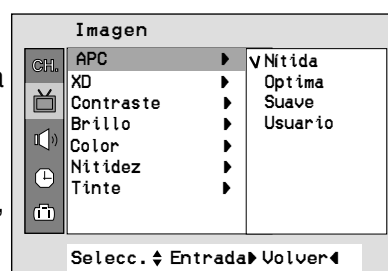 Imagen
CH.
APC
XD
Contraste
Brillo
Color
Nitidez
Tinte
Nítida
Optima
Suave
Usuario
Selecc. Entrada Volver